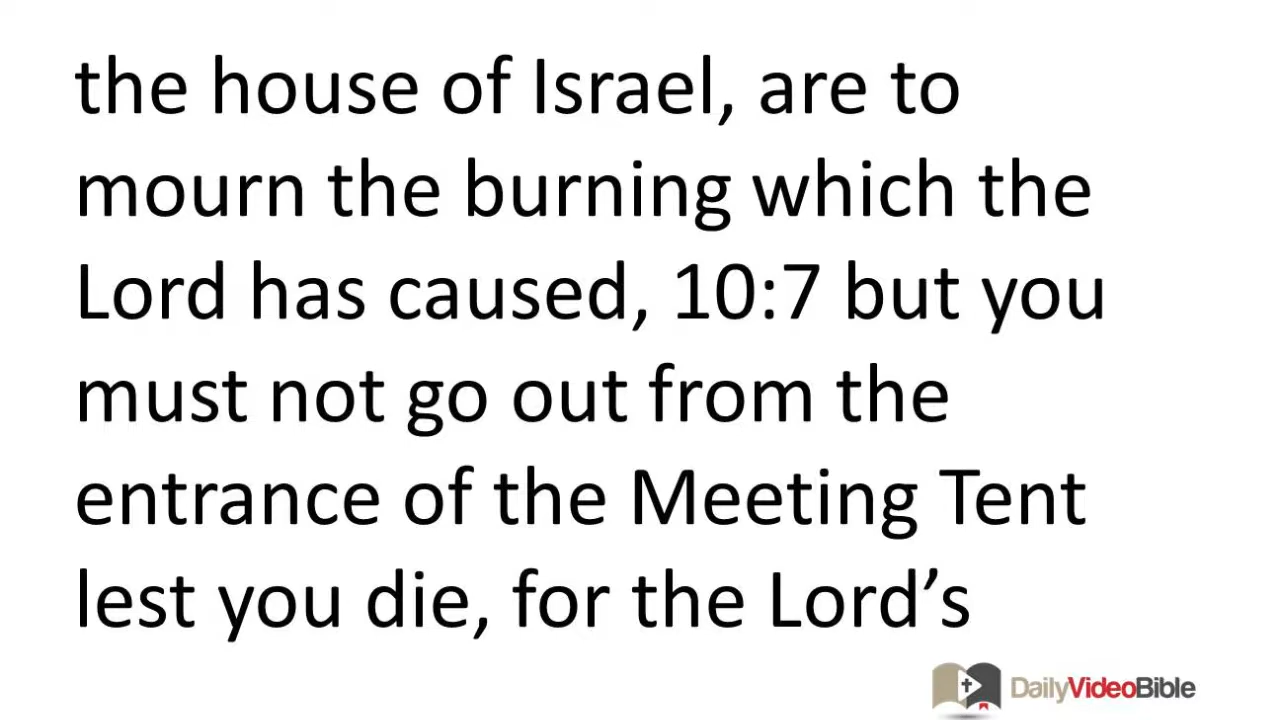 the house of Israel, are to
mourn the burning which the
Lord has caused, 10:7 but you
must not go out from the
entrance of the Meeting Tent
lest you die, for the Lord’s
DailyVideoBible